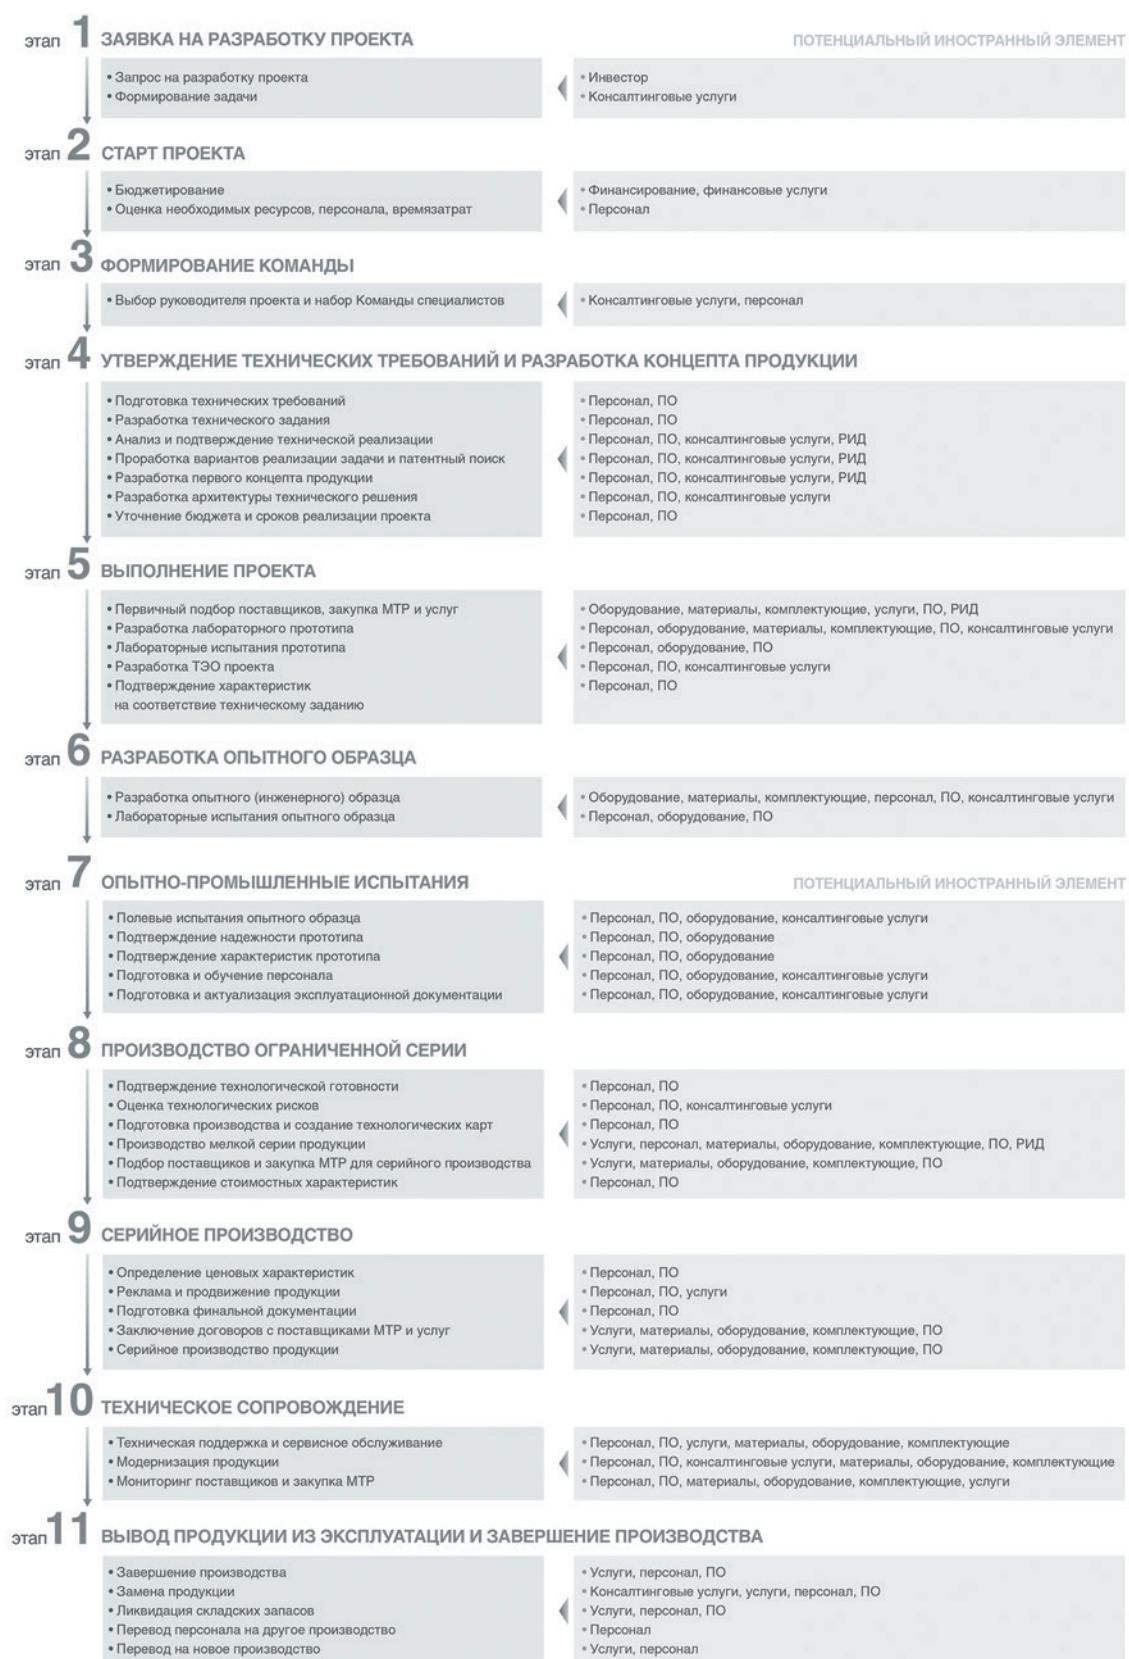 этап 1 ЗАЯВКА НА РАЗРАБОТКУ ПРОЕКТА
ПОТЕНЦИАЛЬНЫЙ ИНОСТРАННЫЙ ЭЛЕМЕНТ
• Запрос на разработку проекта
• Формирование задачи
• Инвестор
• Консалтинговые услуги
этап 2 СТАРТ ПРОЕКТА
• Бюджетирование
• Оценка необходимых ресурсов, персонала, времязатрат
• Финансирование, финансовые услуги
• Персонал
этап 3 ФОРМИРОВАНИЕ КОМАНДЫ
• Выбор руководителя проекта и набор Команды специалистов
• Консалтинговые услуги, персонал
этап 4 УТВЕРЖДЕНИЕ ТЕХНИЧЕСКИХ ТРЕБОВАНИЙ И РАЗРАБОТКА КОНЦЕПТА ПРОДУКЦИИ
• Подготовка технических требований
• Разработка технического задания
• Анализ и подтверждение технической реализации
• Проработка вариантов реализации задачи и патентный поиск
• Разработка первого концепта продукции
• Разработка архитектуры технического решения
• Уточнение бюджета и сроков реализации проекта
• Персонал, ПО
• Персонал, ПО
• Персонал, ПО, консалтинговые услуги, РИД
• Персонал, ПО, консалтинговые услуги, РИД
• Персонал, ПО, консалтинговые услуги, РИД
• Персонал, ПО, консалтинговые услуги
• Персонал, ПО
этап 5 ВЫПОЛНЕНИЕ ПРОЕКТА
• Первичный подбор поставщиков, закупка МТР и услуг
• Разработка лабораторного прототипа
• Лабораторные испытания прототипа
• Разработка ТЭО проекта
• Подтверждение характеристик
на соответствие техническому заданию
• Оборудование, материалы, комплектующие, услуги, ПО, РИД
• Персонал, оборудование, материалы, комплектующие, ПО, консалтинговые услуги
• Персонал, оборудование, ПО
• Персонал, ПО, консалтинговые услуги
• Персонал, ПО
этап 6 РАЗРАБОТКА ОПЫТНОГО ОБРАЗЦА
• Разработка опытного (инженерного) образца
• Лабораторные испытания опытного образца
• Оборудование, материалы, комплектующие, персонал, ПО, консалтинговые услуги
• Персонал, оборудование, ПО
этап 7 ОПЫТНО-ПРОМЫШЛЕННЫЕ ИСПЫТАНИЯ
ПОТЕНЦИАЛЬНЫЙ ИНОСТРАННЫЙ ЭЛЕМЕНТ
• Полевые испытания опытного образца
• Подтверждение надежности прототипа
• Подтверждение характеристик прототипа
• Подготовка и обучение персонала
• Подготовка и актуализация эксплуатационной документации
• Персонал, ПО, оборудование, консалтинговые услуги
• Персонал, ПО, оборудование
• Персонал, ПО, оборудование
• Персонал, ПО, оборудование, консалтинговые услуги
• Персонал, ПО, оборудование, консалтинговые услуги
этап 8 ПРОИЗВОДСТВО ОГРАНИЧЕННОЙ СЕРИИ
• Подтверждение технологической готовности
• Оценка технологических рисков
• Подготовка производства и создание технологических карт
• Производство мелкой серии продукции
• Подбор поставщиков и закупка МТР для серийного производства
• Подтверждение стоимостных характеристик
• Персонал, ПО
• Персонал, ПО, консалтинговые услуги
• Персонал, ПО
• Услуги, персонал, материалы, оборудование, комплектующие, ПО, РИД
• Услуги, материалы, оборудование, комплектующие, ПО
• Персонал, ПО
этап 9 СЕРИЙНОЕ ПРОИЗВОДСТВО
• Определение ценовых характеристик
• Реклама и продвижение продукции
• Подготовка финальной документации
• Заключение договоров с поставщиками МТР и услуг
• Серийное производство продукции
• Персонал, ПО
• Персонал, ПО, услуги
• Персонал, ПО
• Услуги, материалы, оборудование, комплектующие, ПО
• Услуги, материалы, оборудование, комплектующие, ПО
этап 10 ТЕХНИЧЕСКОЕ СОПРОВОЖДЕНИЕ
• Техническая поддержка и сервисное обслуживание
• Модернизация продукции
• Мониторинг поставщиков и закупка МТР
• Персонал, ПО, услуги, материалы, оборудование, комплектующие
• Персонал, ПО, консалтинговые услуги, материалы, оборудование, комплектующие
• Персонал, ПО, материалы, оборудование, комплектующие, услуги
этап 11 ВЫВОД ПРОДУКЦИИ ИЗ ЭКСПЛУАТАЦИИ И ЗАВЕРШЕНИЕ ПРОИЗВОДСТВА
• Завершение производства
• Замена продукции
• Ликвидация складских запасов
• Перевод персонала на другое производство
• Перевод на новое производство
• Услуги, персонал, ПО
• Консалтинговые услуги, услуги, персонал, ПО
• Услуги, персонал, ПО
• Персонал
• Услуги, персонал